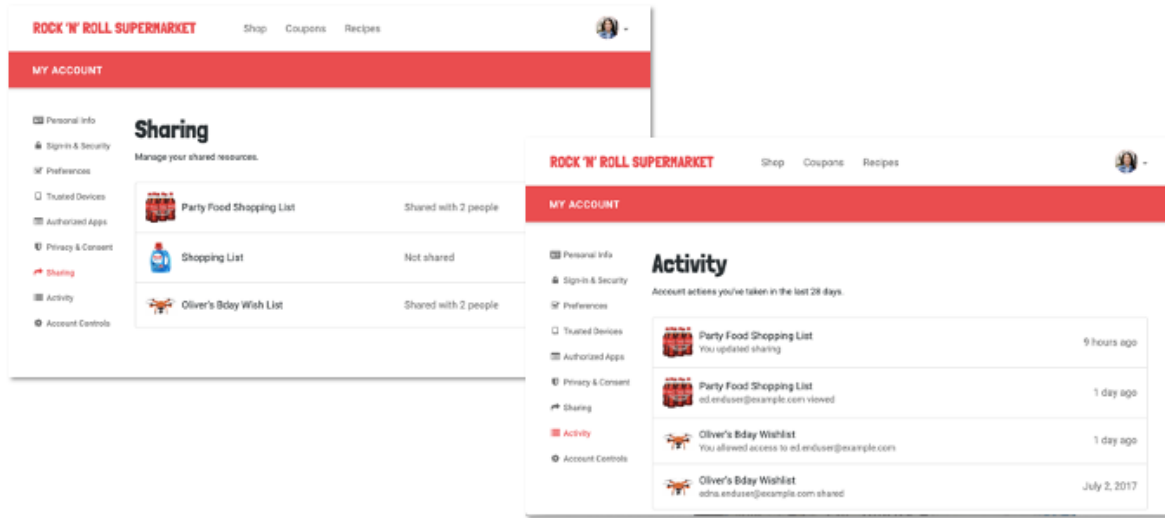 ROCK 'N' ROLL SUPERMARKET Shop Coupons Recipes
MY ACCOUNT
Personal Info
Sign-in & Security
Preferences
Trusted Devices
Authorized Apps
Privacy & Consent
Sharing
Activity
Account Controls
Sharing
Manage your shared resources.
Party Food Shopping List Shared with 2 people
Shopping List Not shared
Oliver's Bday Wish List Shared with 2 people
ROCK 'N' ROLL SUPERMARKET Shop Coupons Recipes
MY ACCOUNT
Personal Info
Sign-in & Security
Preferences
Trusted Devices
Authorized Apps
Privacy & Consent
Sharing
Activity
Account Controls
Activity
Account actions you've taken in the last 28 days.
Party Food Shopping List
You updated sharing
9 hours ago
Party Food Shopping List
ed.enduser@example.com viewed
1 day ago
Oliver's Bday Wishlist
You allowed access to ed.enduser@example.com
1 day ago
Oliver's Bday Wishlist
edna.enduser@example.com shared
July 2, 2017